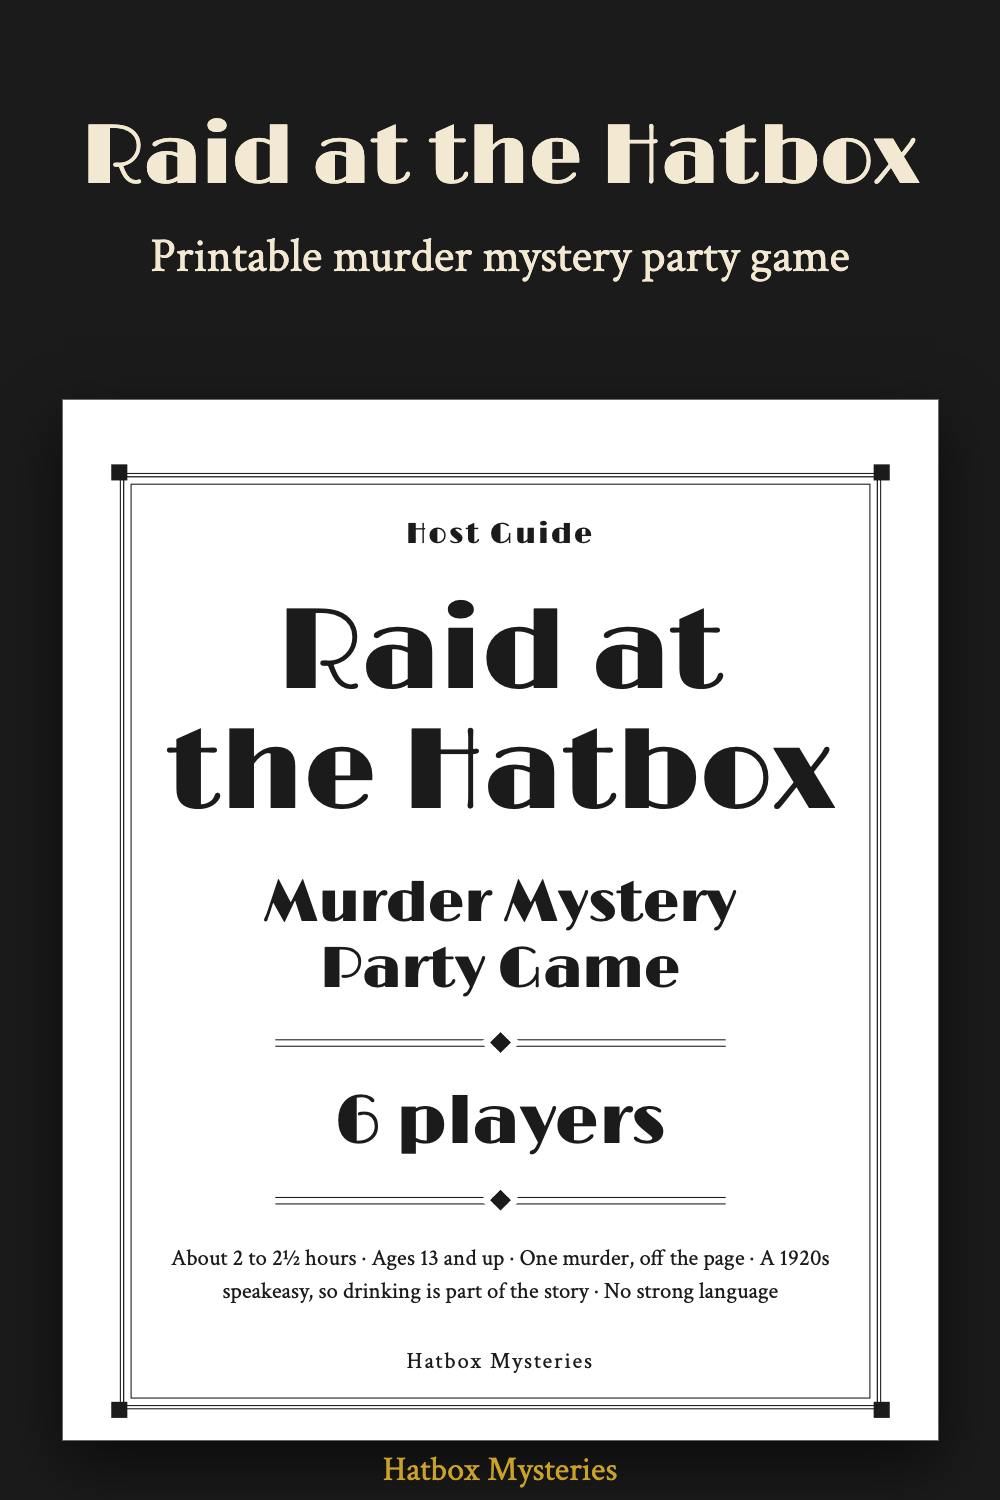 Raid at the Hatbox
Printable murder mystery party game
Host Guide
Raid at
the Hatbox
Murder Mystery
Party Game
6 players
About 2 to 2½ hours · Ages 13 and up · One murder, off the page · A 1920s
speakeasy, so drinking is part of the story · No strong language
Hatbox Mysteries
Hatbox Mysteries